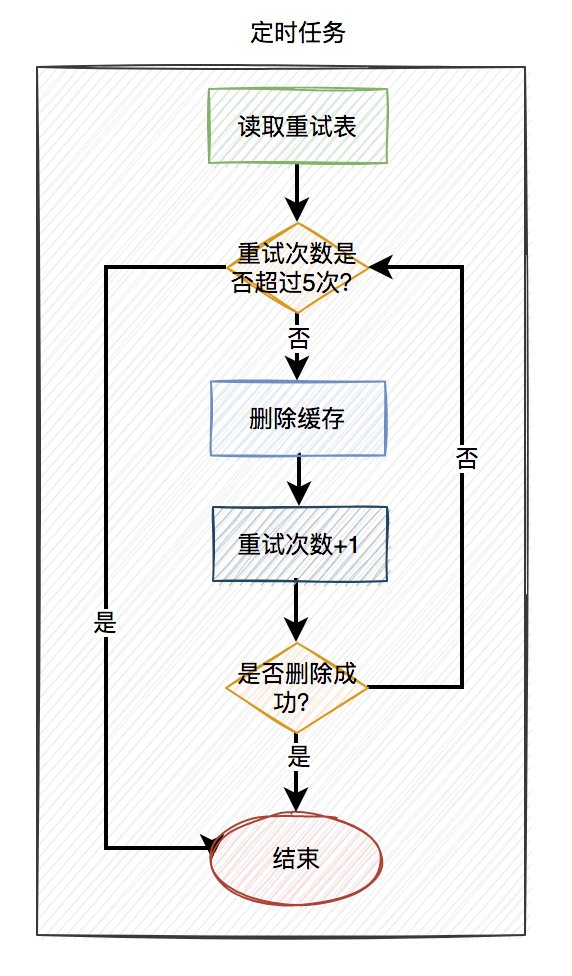 定时任务
读取重试表
重试次数是
否超过5次?
否
删除缓存
否
重试次数+1
是
是否删除成
功?
是
结束